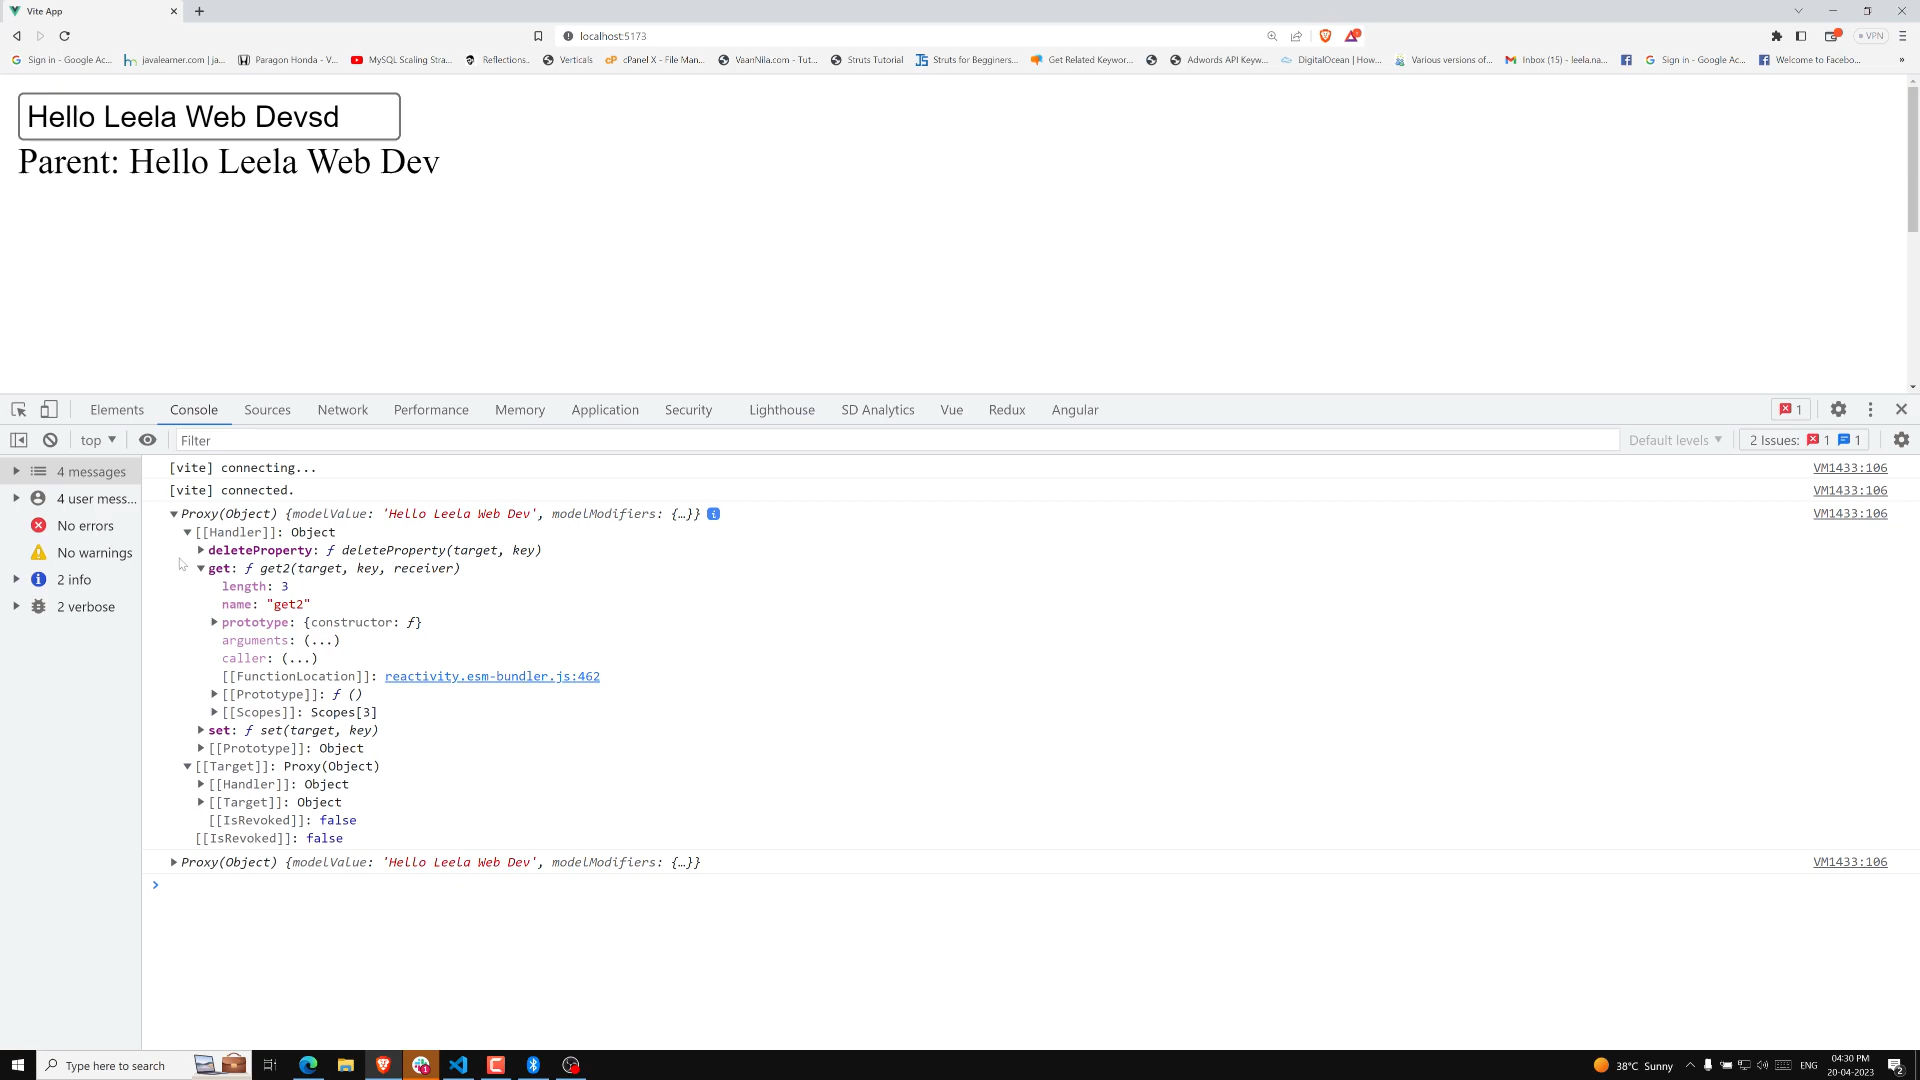 Vite App
localhost:5173
VPN
Sign in - Google Ac... javalearner.com | ja... Paragon Honda - V... MySQL Scaling Stra... Reflections.. Verticals cPanel X - File Man... VaanNila.com - Tut... Struts Tutorial Struts for Begginers... Get Related Keywor... Adwords API Keyw... DigitalOcean | How... Various versions of... Inbox (15) - leela.na... Sign in - Google Ac... Welcome to Facebo... »
Hello Leela Web Devsd
Parent: Hello Leela Web Dev
Elements Console Sources Network Performance Memory Application Security Lighthouse SD Analytics Vue Redux Angular 1
top Filter Default levels 2 Issues: 1 1
4 messages
4 user mess...
No errors
No warnings
2 info
2 verbose
[vite] connecting... VM1433:106
[vite] connected. VM1433:106
Proxy(Object) {modelValue: 'Hello Leela Web Dev', modelModifiers: {…}} VM1433:106
[[Handler]]: Object
deleteProperty: ƒ deleteProperty(target, key)
get: ƒ get2(target, key, receiver)
length: 3
name: "get2"
prototype: {constructor: ƒ}
arguments: (...)
caller: (...)
[[FunctionLocation]]: reactivity.esm-bundler.js:462
[[Prototype]]: ƒ ()
[[Scopes]]: Scopes[3]
set: ƒ set(target, key)
[[Prototype]]: Object
[[Target]]: Proxy(Object)
[[Handler]]: Object
[[Target]]: Object
[[IsRevoked]]: false
[[IsRevoked]]: false
Proxy(Object) {modelValue: 'Hello Leela Web Dev', modelModifiers: {…}} VM1433:106
Type here to search
38°C Sunny
ENG
04:30 PM
20-04-2023
2